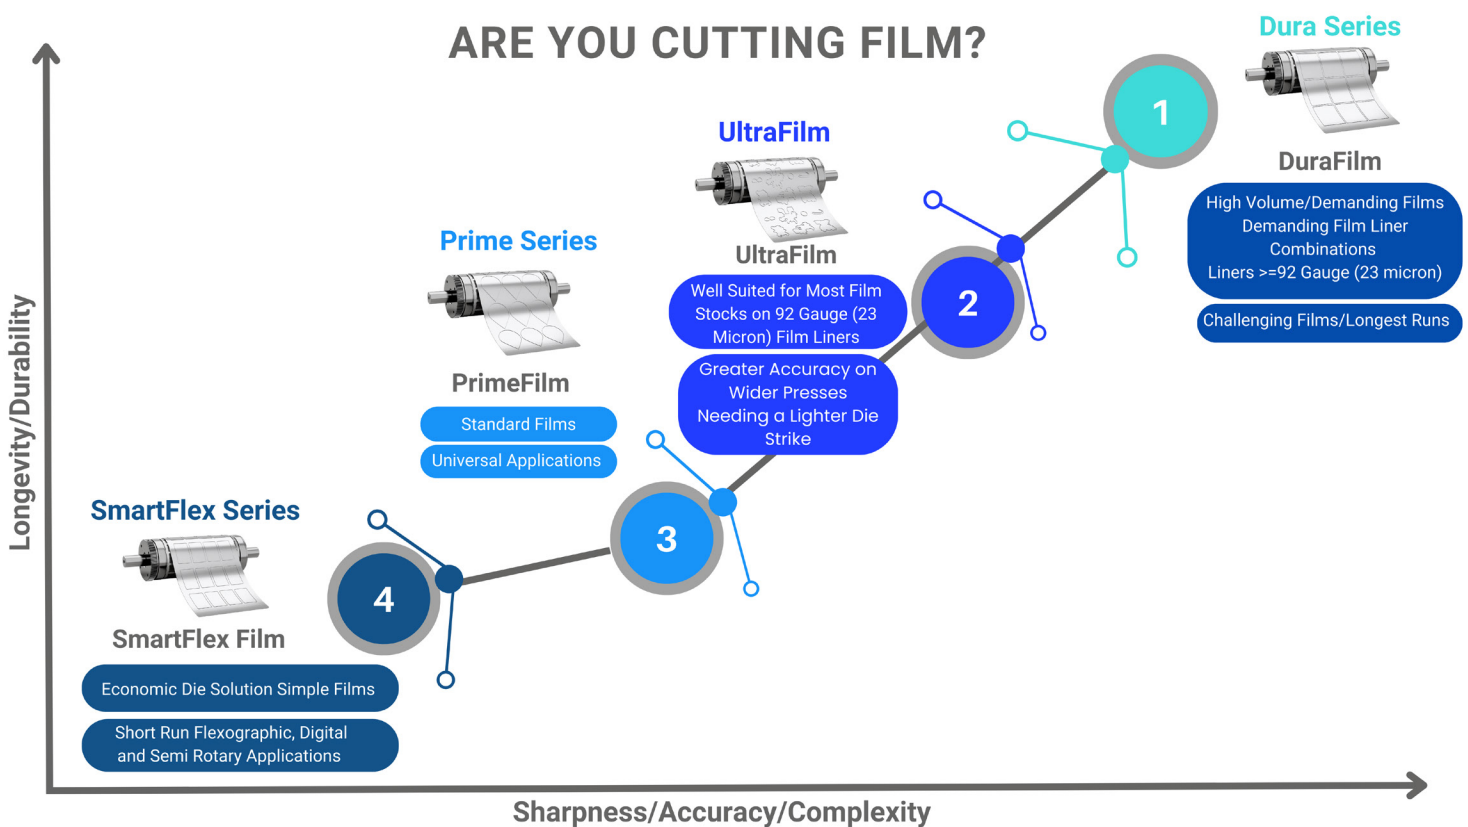 ARE YOU CUTTING FILM?
Dura Series
1
DuraFilm
High Volume/Demanding Films
Demanding Film Liner
Combinations
Liners >=92 Gauge (23 micron)
Challenging Films/Longest Runs
UltraFilm
UltraFilm
Well Suited for Most Film
Stocks on 92 Gauge (23
Micron) Film Liners
Greater Accuracy on
Wider Presses
Needing a Lighter Die
Strike
2
Prime Series
PrimeFilm
Standard Films
Universal Applications
3
SmartFlex Series
SmartFlex Film
Economic Die Solution Simple Films
Short Run Flexographic, Digital
and Semi Rotary Applications
4
Longevity/Durability
Sharpness/Accuracy/Complexity